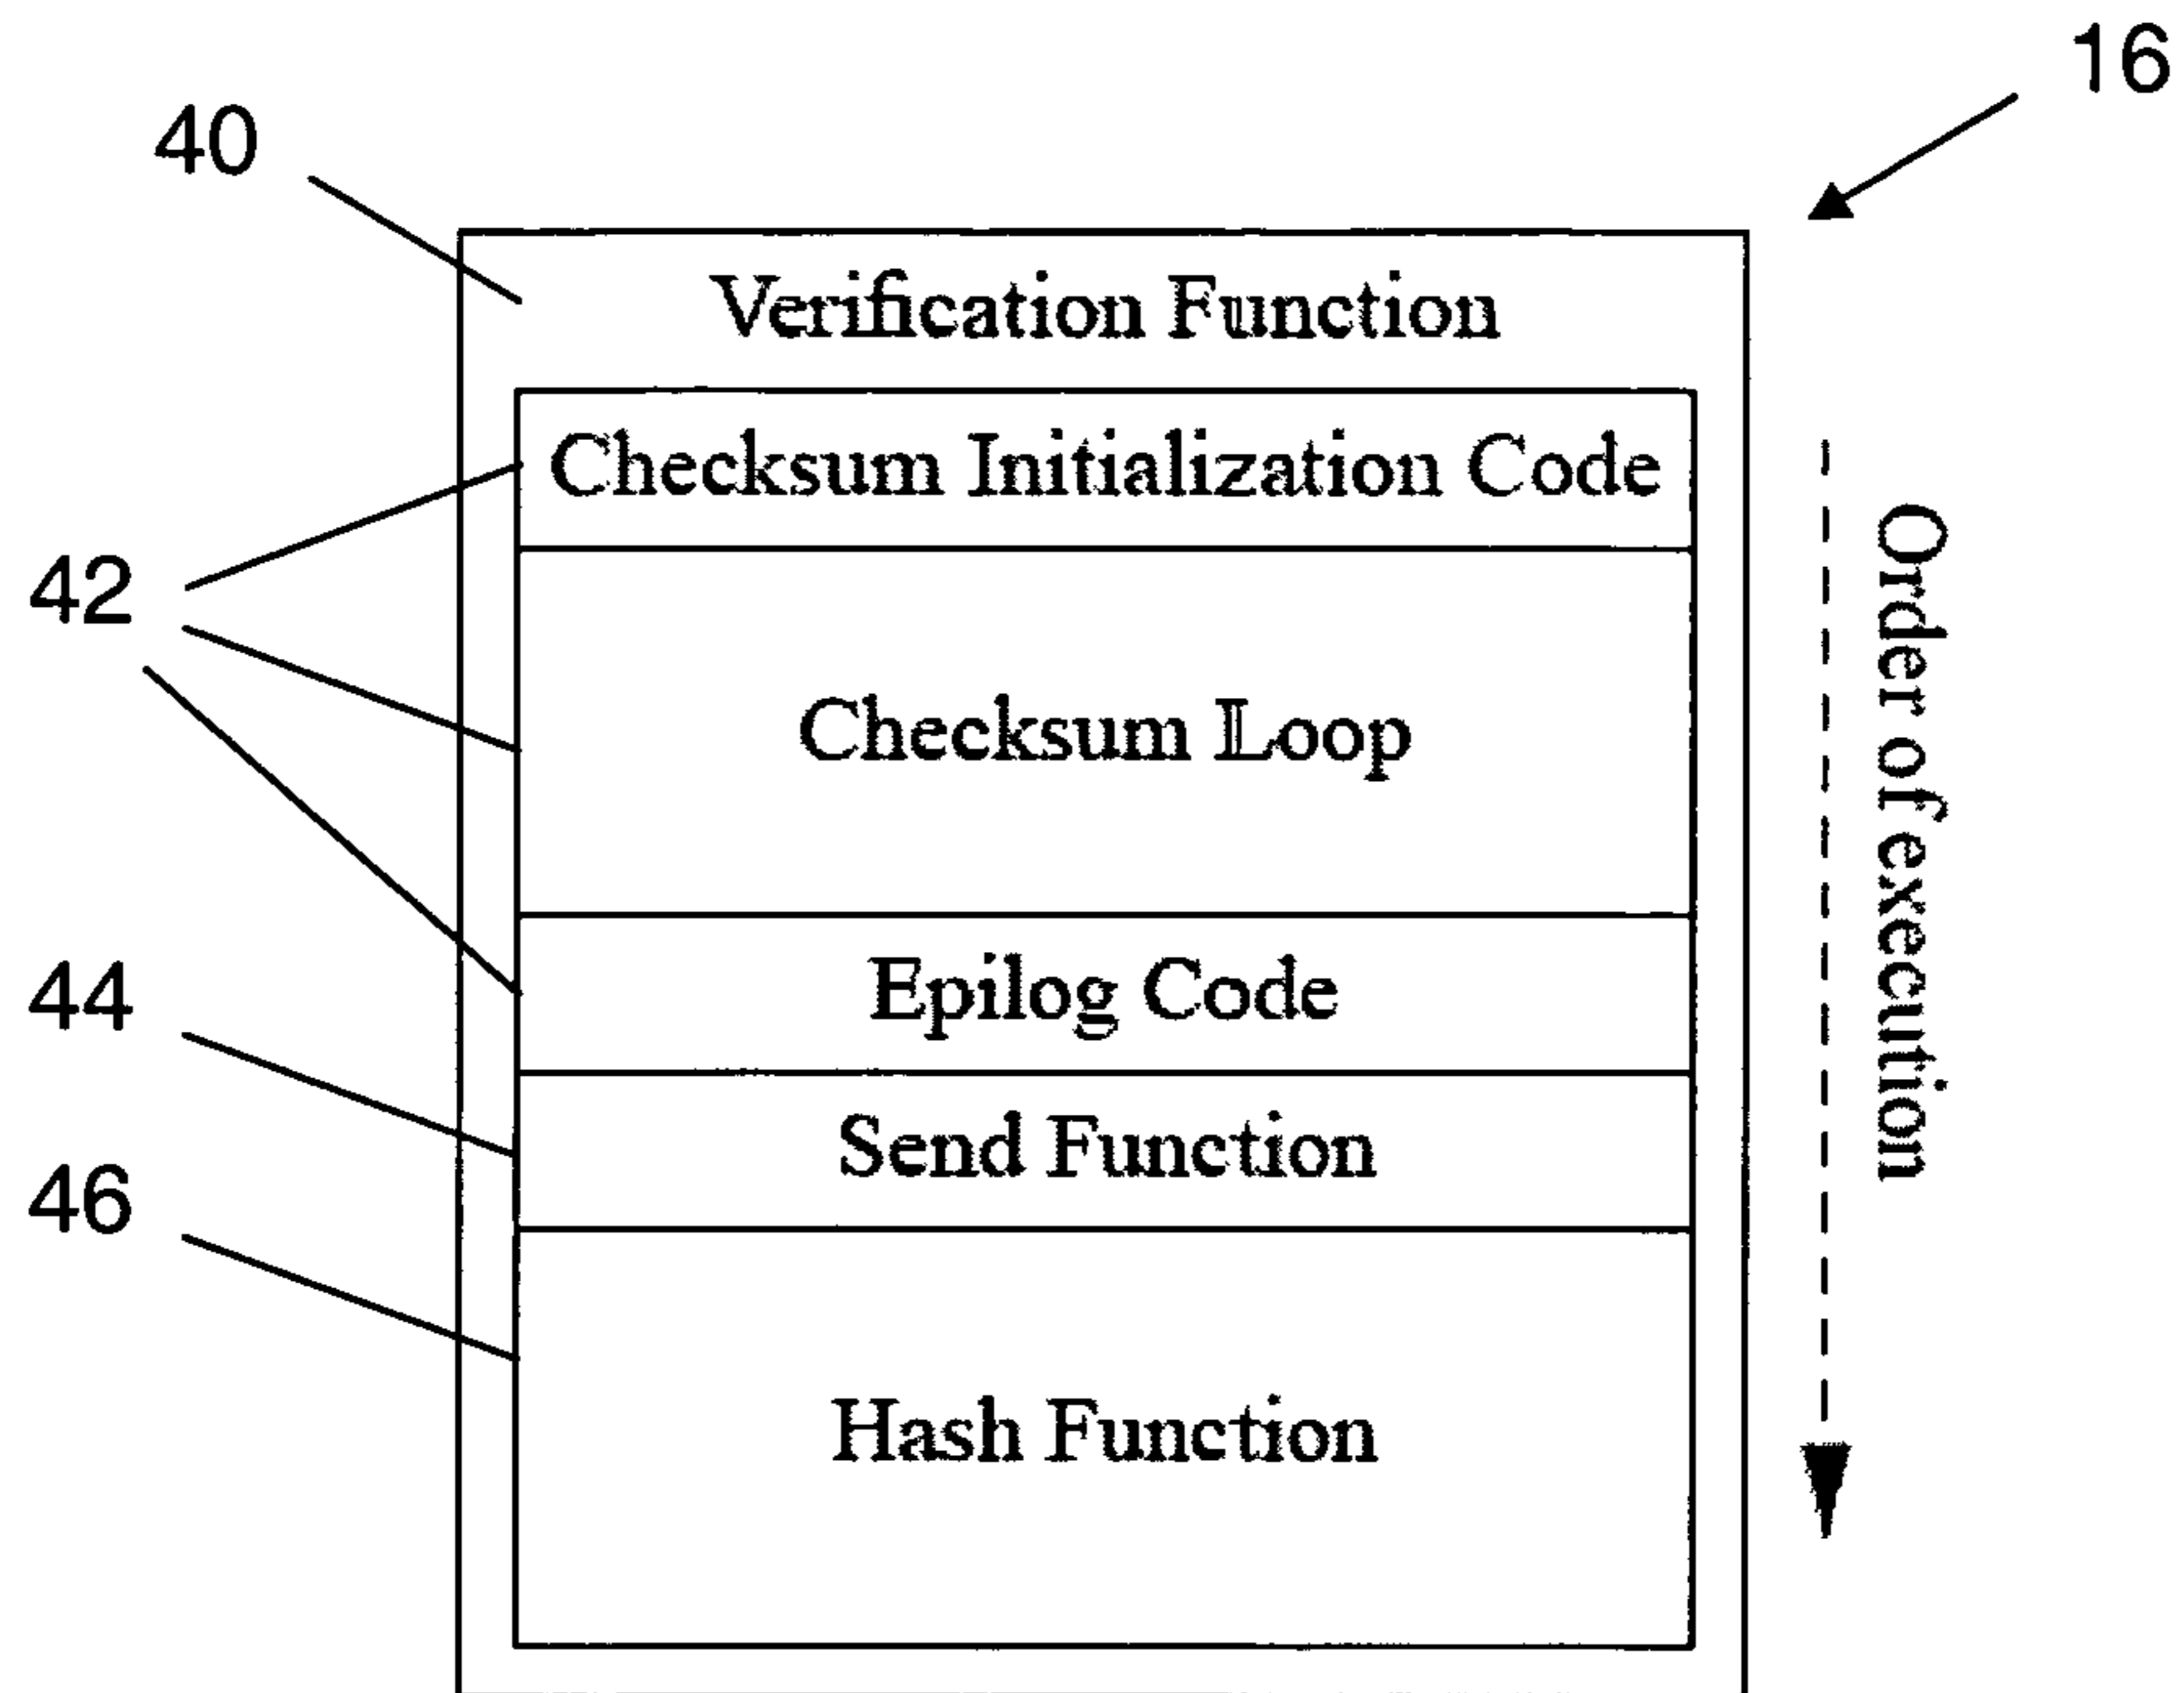 16
40
Verification Function
Checksum Initialization Code
42
Checksum Loop
Epilog Code
44
Send Function
46
Hash Function
Order of execution